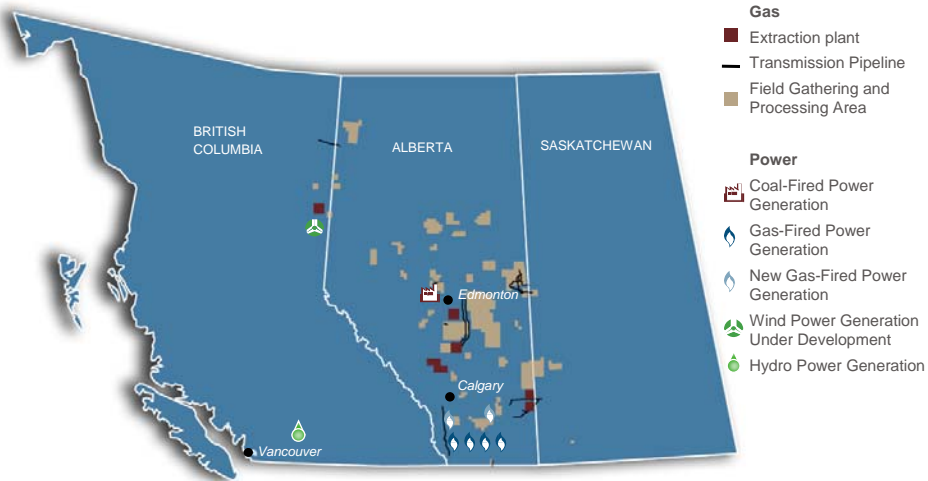 BRITISH
COLUMBIA
ALBERTA
SASKATCHEWAN
Edmonton
Calgary
Vancouver
Gas
Extraction plant
Transmission Pipeline
Field Gathering and
Processing Area
Power
Coal-Fired Power
Generation
Gas-Fired Power
Generation
New Gas-Fired Power
Generation
Wind Power Generation
Under Development
Hydro Power Generation